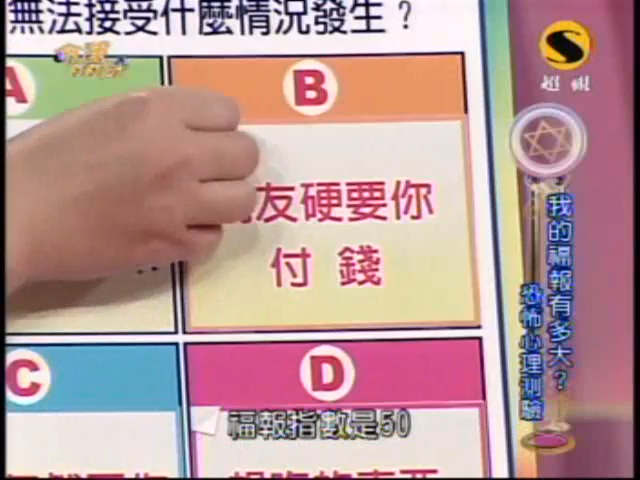 無法接受什麼情況發生？
A
B
友硬要你
付錢
C
D
福報指數是50
超視
我的福報有多大？
恐怖心理測驗